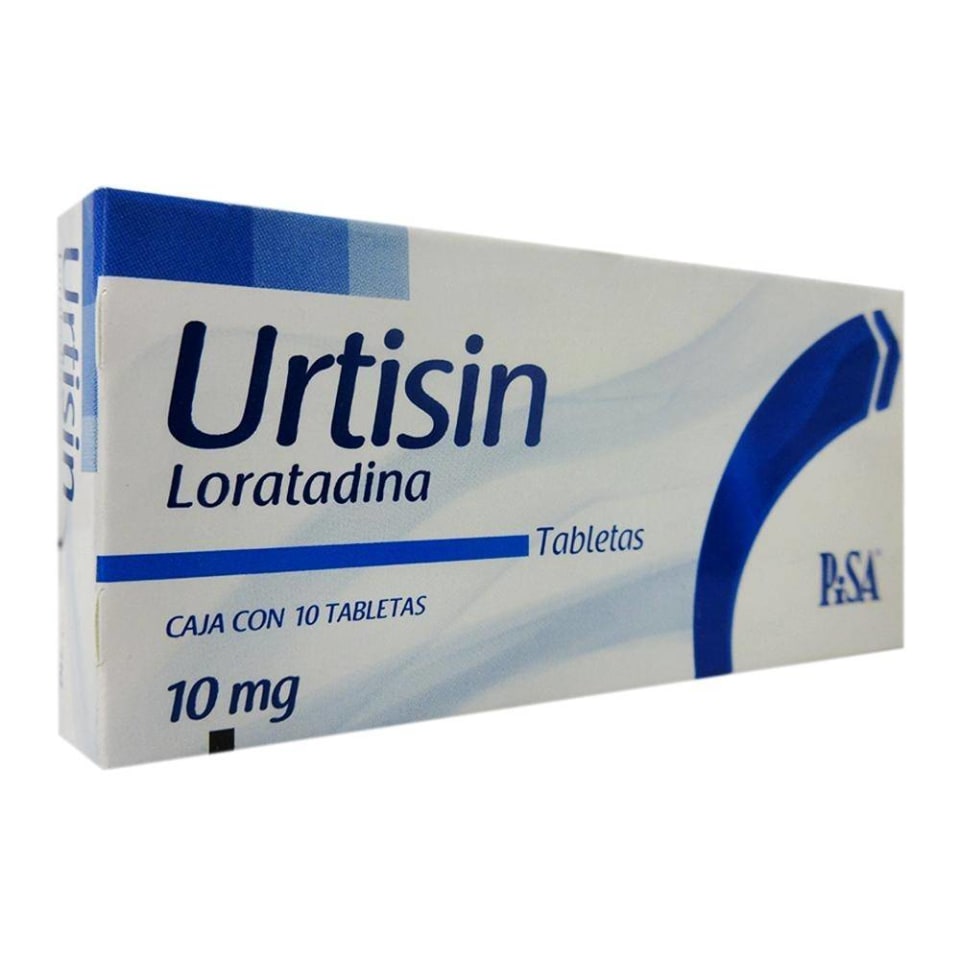 Urtisin
Urtisin
Loratadina
Tabletas
CAJA CON 10 TABLETAS
10 mg
PiSA